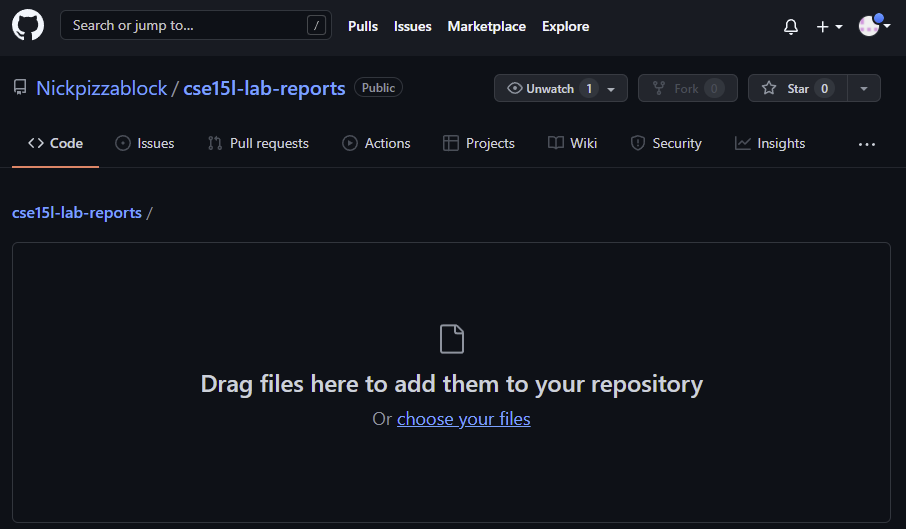 Search or jump to... / Pulls Issues Marketplace Explore
Nickpizzablock / cse15l-lab-reports Public Unwatch 1 Fork 0 Star 0
Code Issues Pull requests Actions Projects Wiki Security Insights ...
cse15l-lab-reports /
Drag files here to add them to your repository
Or choose your files